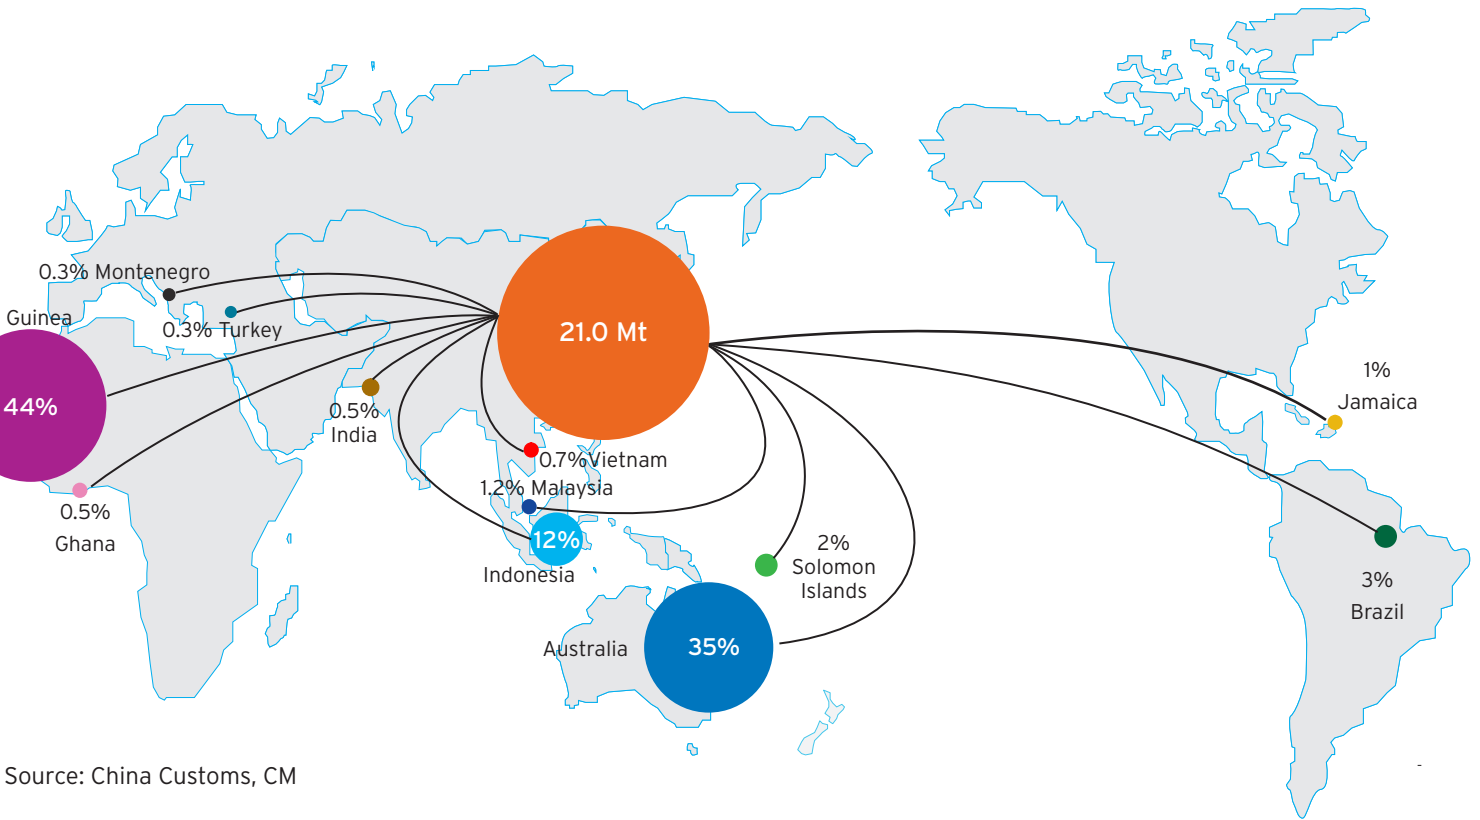 0.3% Montenegro
Guinea
0.3% Turkey
21.0 Mt
44%
0.5%
India
1%
Jamaica
0.7%Vietnam
1.2% Malaysia
0.5%
Ghana
12%
Indonesia
2%
Solomon
Islands
3%
Brazil
Australia
35%
Source: China Customs, CM
-